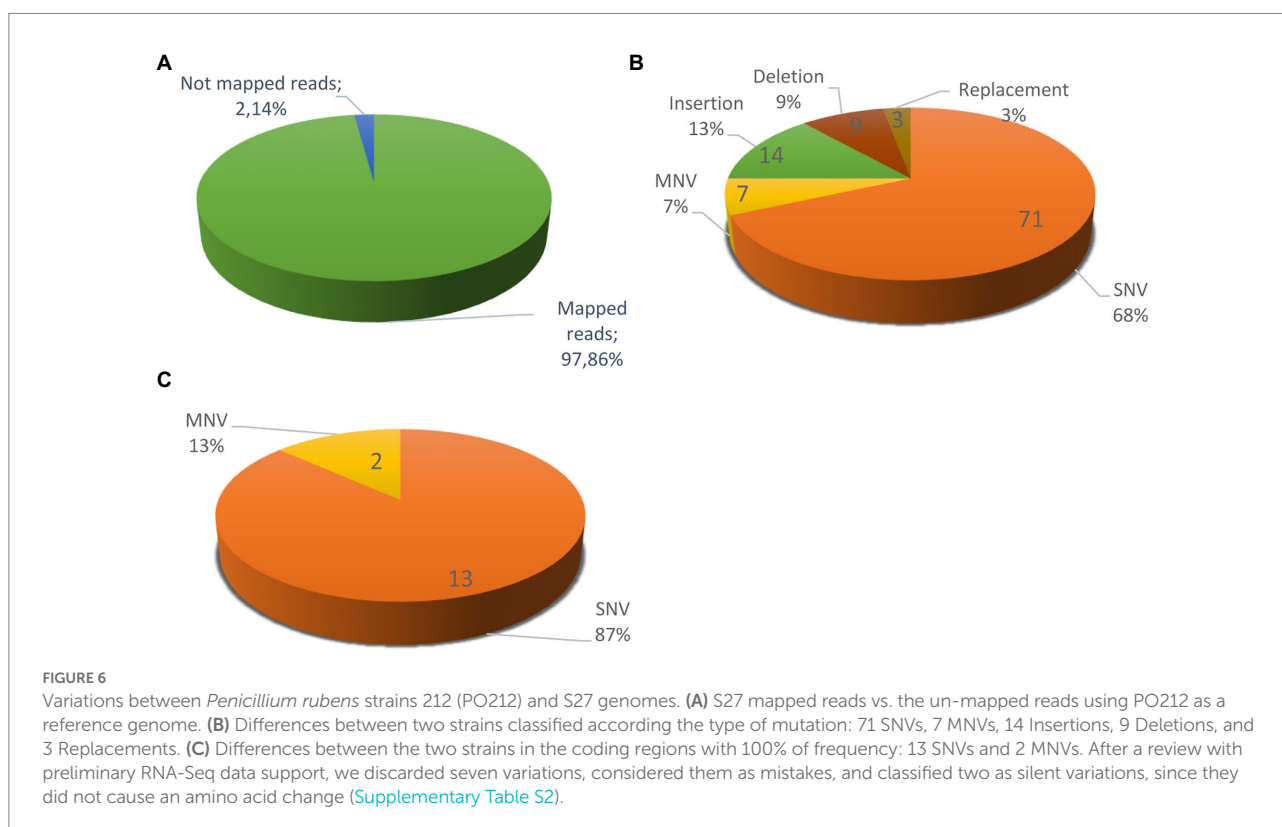 A
Not mapped reads;
2,14%
Mapped
reads;
97,86%
B
Deletion
9%
Replacement
3%
Insertion
13%
9
3
14
MNV
7%
7
71
SNV
68%
C
MNV
13%
2
13
SNV
87%
FIGURE 6
Variations between Penicillium rubens strains 212 (PO212) and S27 genomes. (A) S27 mapped reads vs. the un-mapped reads using PO212 as a
reference genome. (B) Differences between two strains classified according the type of mutation: 71 SNVs, 7 MNVs, 14 Insertions, 9 Deletions, and
3 Replacements. (C) Differences between the two strains in the coding regions with 100% of frequency: 13 SNVs and 2 MNVs. After a review with
preliminary RNA-Seq data support, we discarded seven variations, considered them as mistakes, and classified two as silent variations, since they
did not cause an amino acid change (Supplementary Table S2).